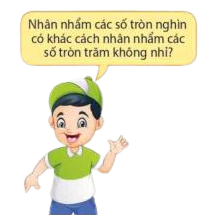 Nhân nhẩm các số tròn nghìn
có khác cách nhân nhẩm các
số tròn trăm không nhỉ?